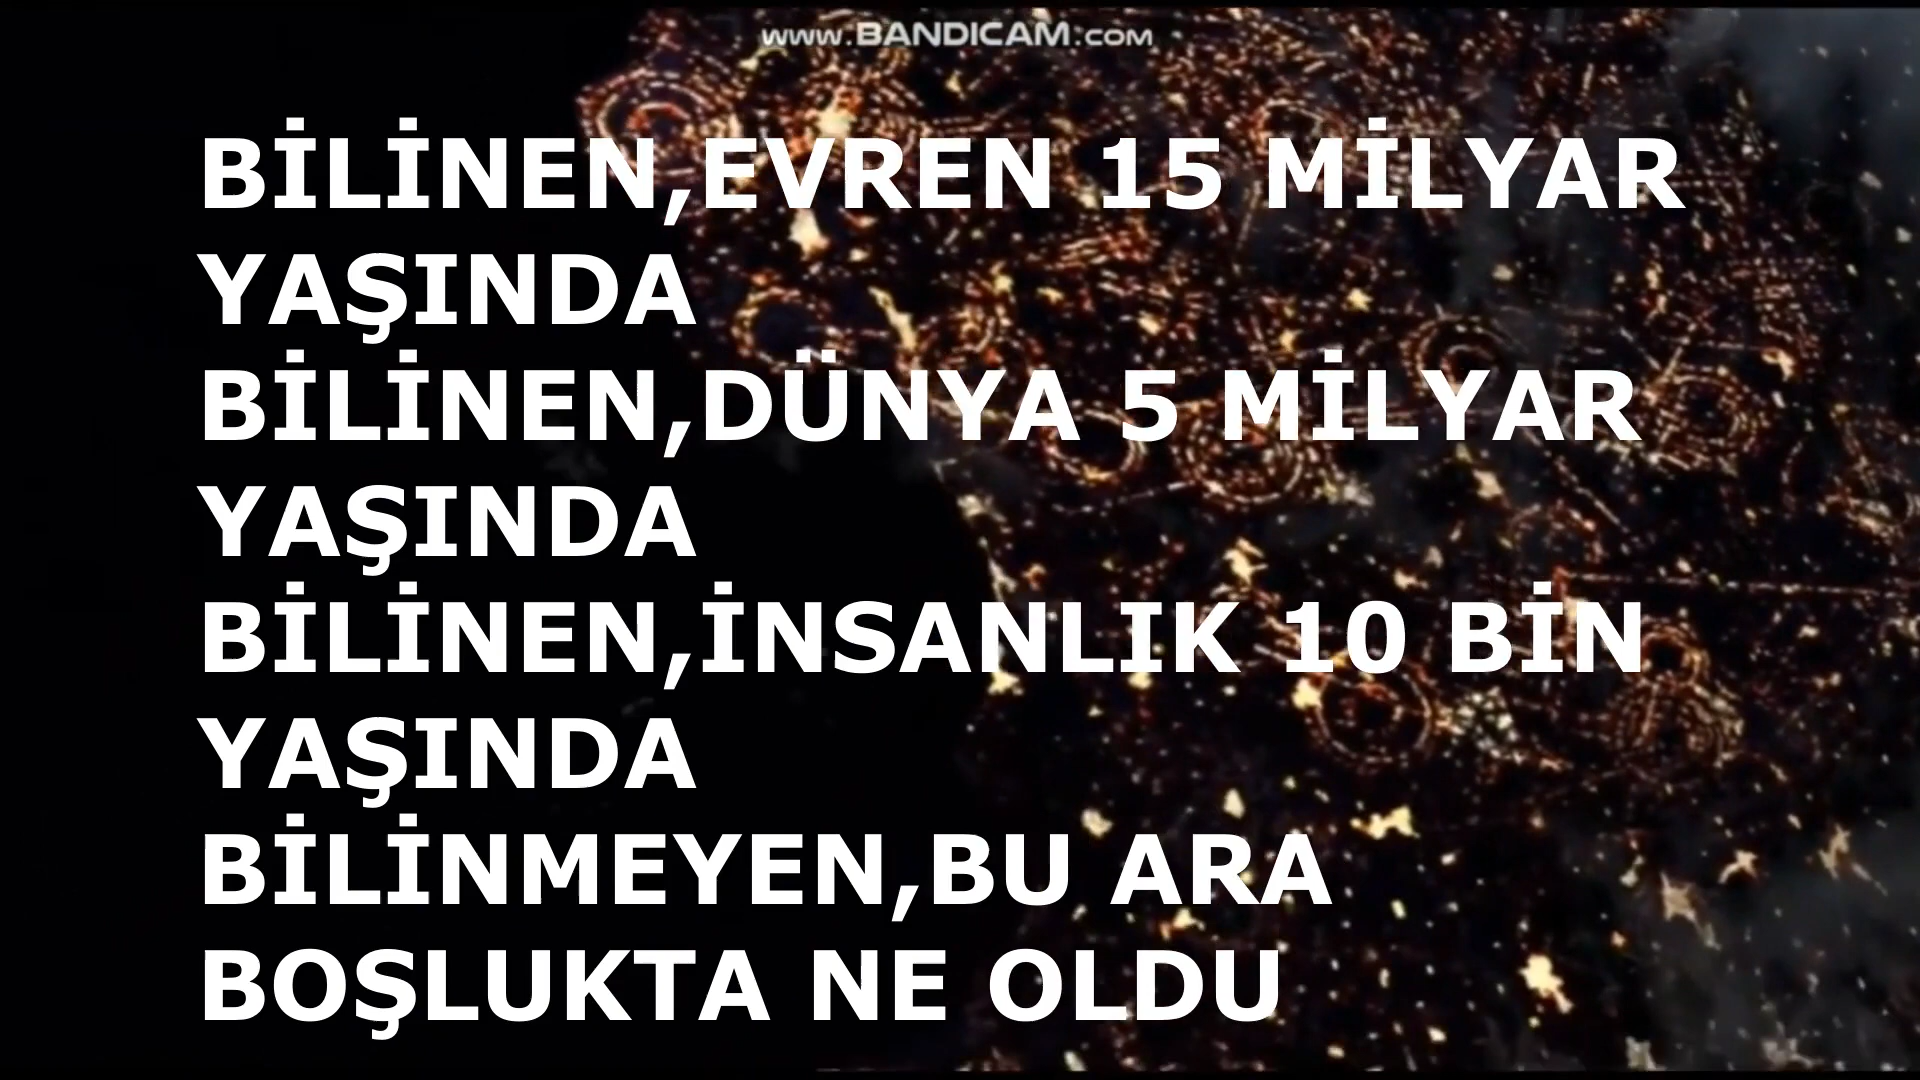 www.BANDICAM.com
BİLİNEN,EVREN 15 MİLYAR
YAŞINDA
BİLİNEN,DÜNYA 5 MİLYAR
YAŞINDA
BİLİNEN,İNSANLIK 10 BİN
YAŞINDA
BİLİNMEYEN,BU ARA
BOŞLUKTA NE OLDU